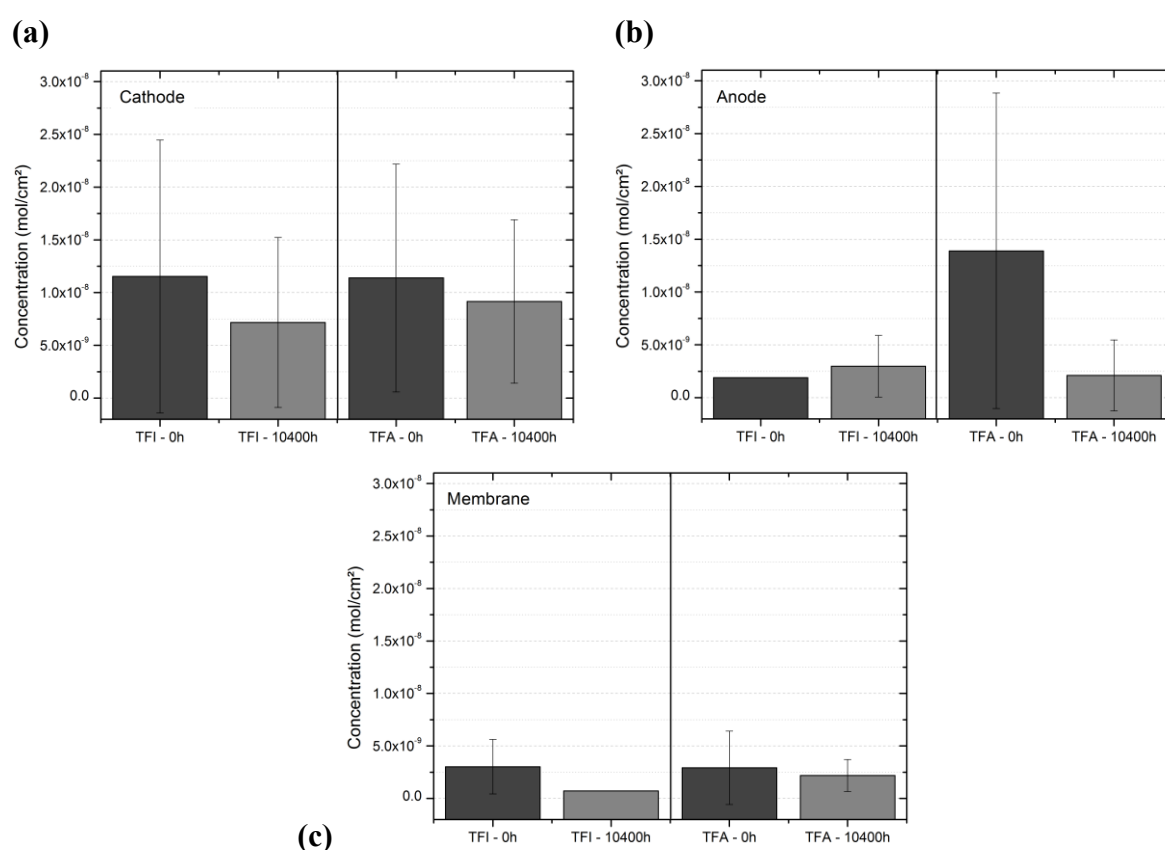 (a)
Cathode
Concentration (mol/cm²)
3.0x10⁻⁸
2.5x10⁻⁸
2.0x10⁻⁸
1.5x10⁻⁸
1.0x10⁻⁸
5.0x10⁻⁹
0.0
TFI - 0h
TFI - 10400h
TFA - 0h
TFA - 10400h
(b)
Anode
Concentration (mol/cm²)
3.0x10⁻⁸
2.5x10⁻⁸
2.0x10⁻⁸
1.5x10⁻⁸
1.0x10⁻⁸
5.0x10⁻⁹
0.0
TFI - 0h
TFI - 10400h
TFA - 0h
TFA - 10400h
(c)
Membrane
Concentration (mol/cm²)
3.0x10⁻⁸
2.5x10⁻⁸
2.0x10⁻⁸
1.5x10⁻⁸
1.0x10⁻⁸
5.0x10⁻⁹
0.0
TFI - 0h
TFI - 10400h
TFA - 0h
TFA - 10400h